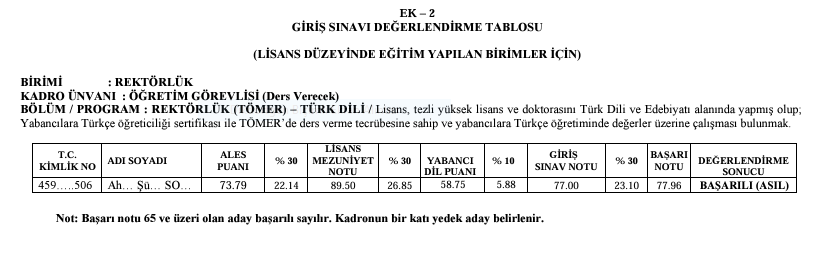 EK – 2
GİRİŞ SINAVI DEĞERLENDİRME TABLOSU
(LİSANS DÜZEYİNDE EĞİTİM YAPILAN BİRİMLER İÇİN)
BİRİMİ : REKTÖRLÜK
KADRO ÜNVANI : ÖĞRETİM GÖREVLİSİ (Ders Verecek)
BÖLÜM / PROGRAM : REKTÖRLÜK (TÖMER) – TÜRK DİLİ / Lisans, tezli yüksek lisans ve doktorasını Türk Dili ve Edebiyatı alanında yapmış olup;
Yabancılara Türkçe öğreticiliği sertifikası ile TÖMER’de ders verme tecrübesine sahip ve yabancılara Türkçe öğretiminde değerler üzerine çalışması bulunmak.
T.C. KİMLİK NO ADI SOYADI ALES PUANI % 30 LİSANS MEZUNİYET NOTU % 30 YABANCI DİL PUANI % 10 GİRİŞ SINAV NOTU % 30 BAŞARI NOTU DEĞERLENDİRME SONUCU
459…..506 Ah… Şü… SO… 73.79 22.14 89.50 26.85 58.75 5.88 77.00 23.10 77.96 BAŞARILI (ASIL)
Not: Başarı notu 65 ve üzeri olan aday başarılı sayılır. Kadronun bir katı yedek aday belirlenir.